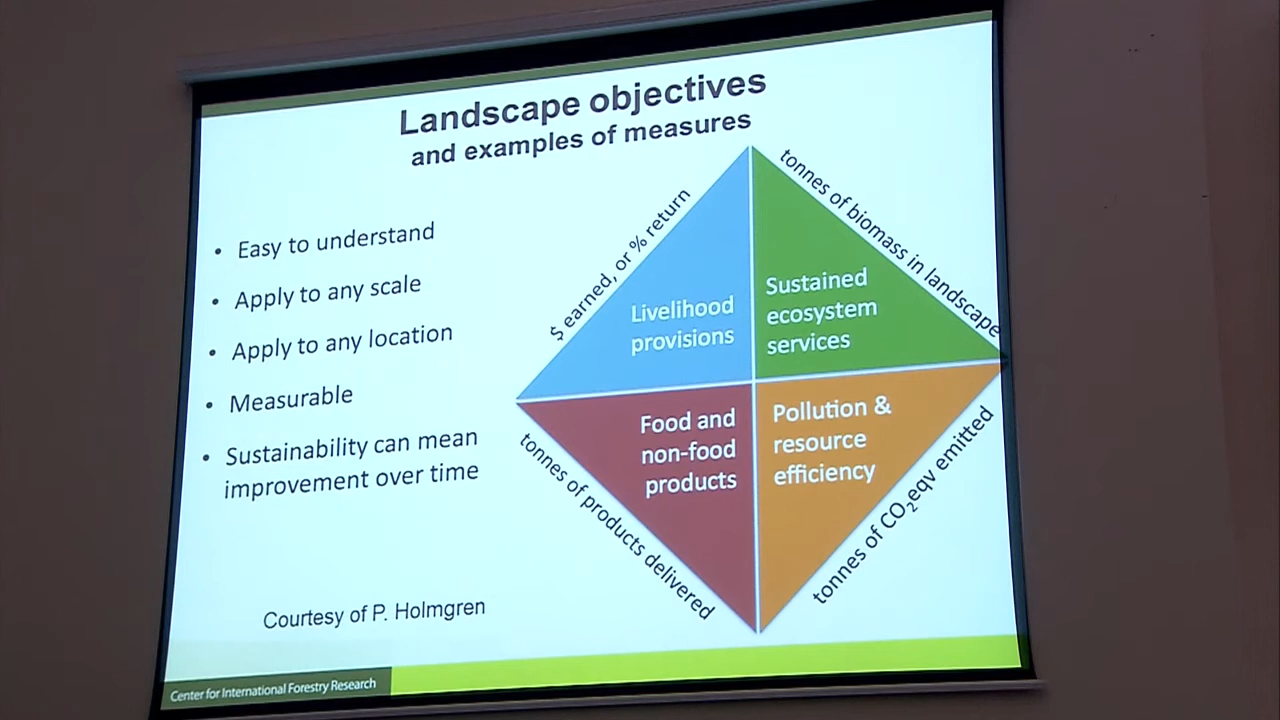 Landscape objectives
and examples of measures
• Easy to understand
• Apply to any scale
• Apply to any location
• Measurable
• Sustainability can mean
improvement over time
$ earned, or % return
tonnes of biomass in landscape
Livelihood
provisions
Sustained
ecosystem
services
Food and
non-food
products
Pollution &
resource
efficiency
tonnes of products delivered
tonnes of CO₂eqv emitted
Courtesy of P. Holmgren
Center for International Forestry Research